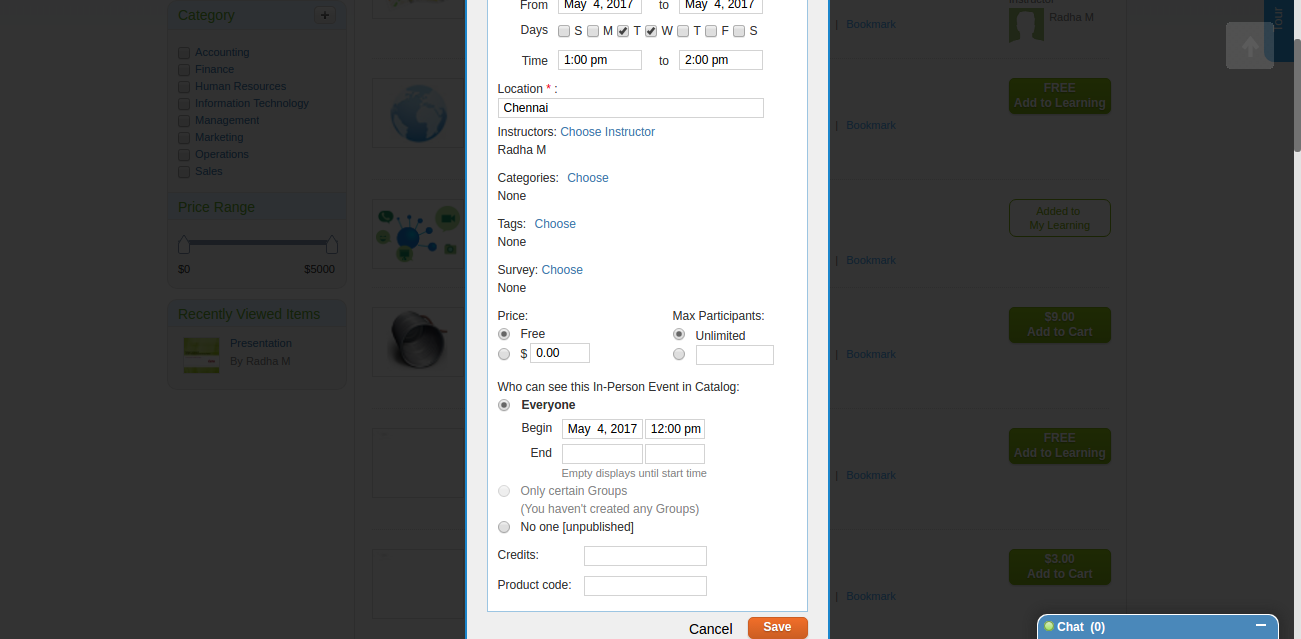 Category +
Accounting
Finance
Human Resources
Information Technology
Management
Marketing
Operations
Sales
Price Range
$0 $5000
Recently Viewed Items
Presentation
By Radha M
From May 4, 2017 to May 4, 2017
Days S M T W T F S
Time 1:00 pm to 2:00 pm
Location * :
Chennai
Instructors: Choose Instructor
Radha M
Categories: Choose
None
Tags: Choose
None
Survey: Choose
None
Price: Max Participants:
Free Unlimited
$ 0.00
Who can see this In-Person Event in Catalog:
Everyone
Begin May 4, 2017 12:00 pm
End
Empty displays until start time
Only certain Groups
(You haven't created any Groups)
No one [unpublished]
Credits:
Product code:
Cancel Save
| Bookmark
Instructor
Radha M
Tour
FREE
Add to Learning
| Bookmark
Added to
My Learning
| Bookmark
$9.00
Add to Cart
| Bookmark
FREE
Add to Learning
| Bookmark
$3.00
Add to Cart
| Bookmark
Chat (0)